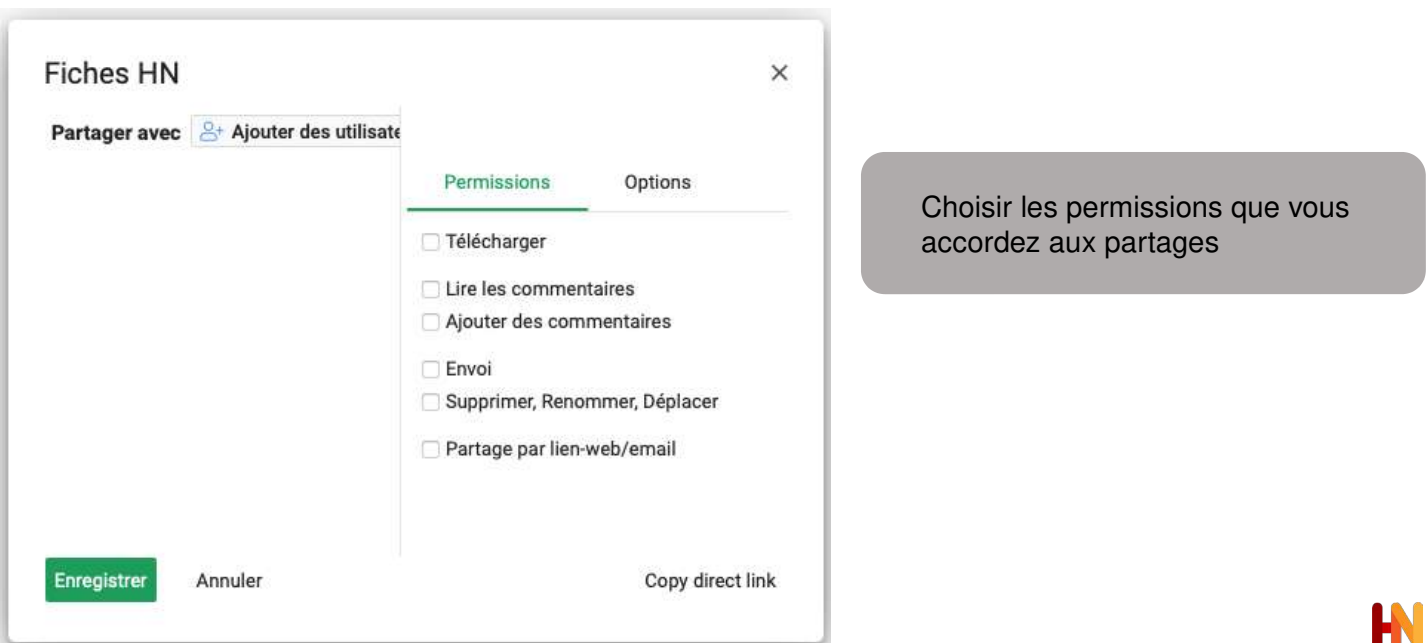 Fiches HN
Partager avec Ajouter des utilisate
Permissions Options
Télécharger
Lire les commentaires
Ajouter des commentaires
Envoi
Supprimer, Renommer, Déplacer
Partage par lien-web/email
Enregistrer Annuler Copy direct link
Choisir les permissions que vous
accordez aux partages
HN